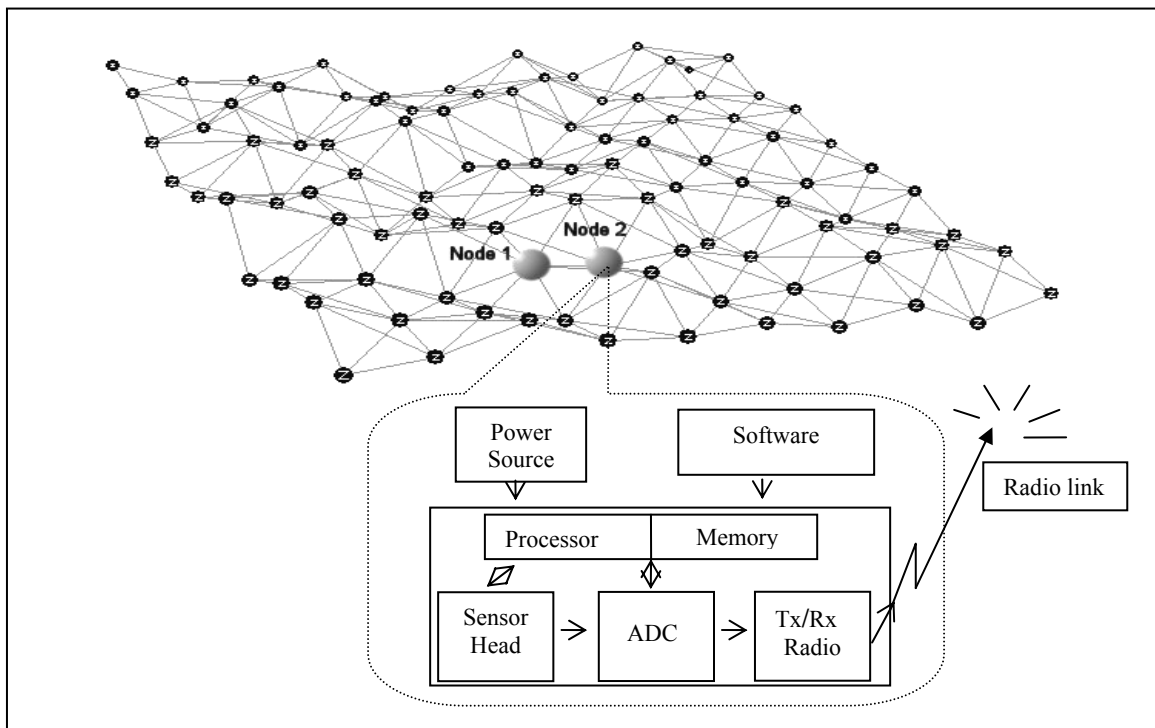 Node 1
Node 2
Power
Source
Software
Radio link
Processor
Memory
Sensor
Head
ADC
Tx/Rx
Radio